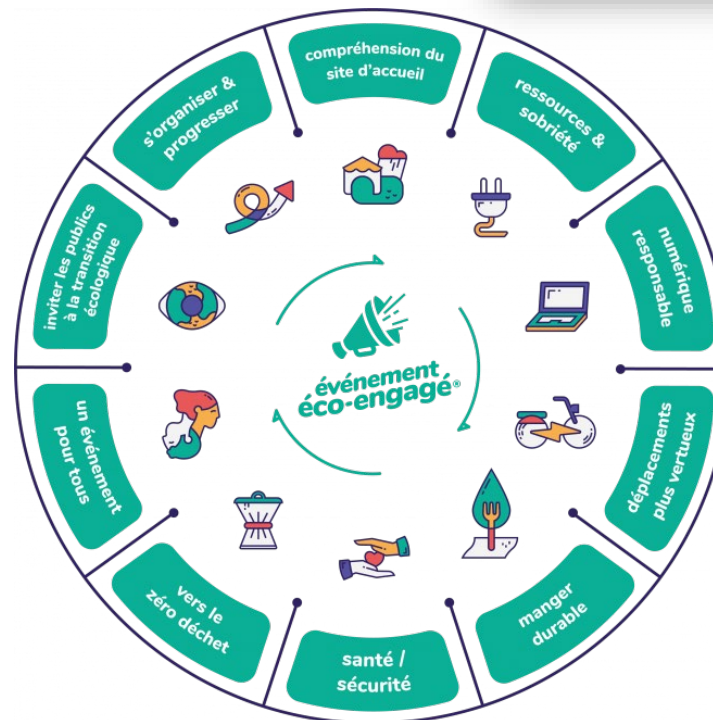 compréhension du
site d'accueil
ressources &
sobriété
numérique
responsable
déplacements
plus vertueux
manger
durable
santé /
sécurité
vers le
zéro déchet
un événement
pour tous
inviter les publics
à la transition
écologique
s'organiser &
progresser
événement
éco-engagé®